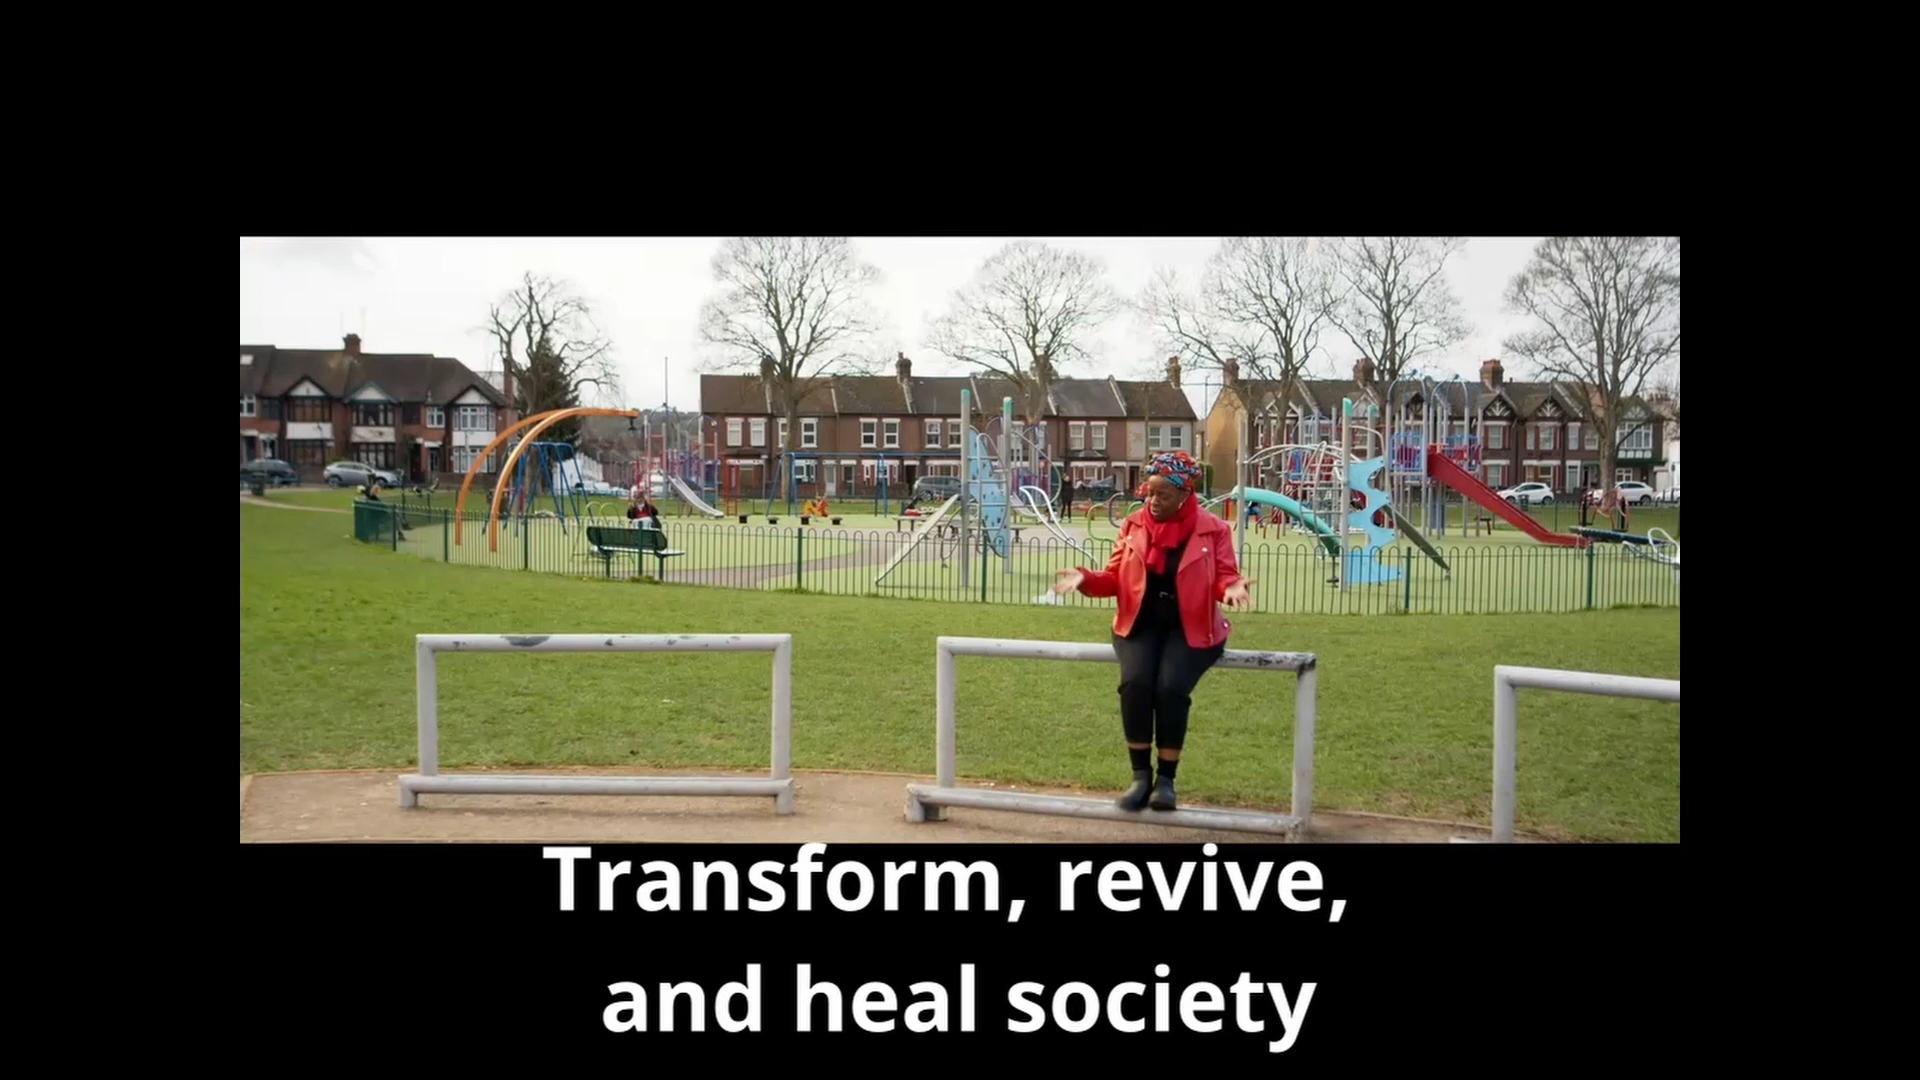 Transform, revive,
and heal society